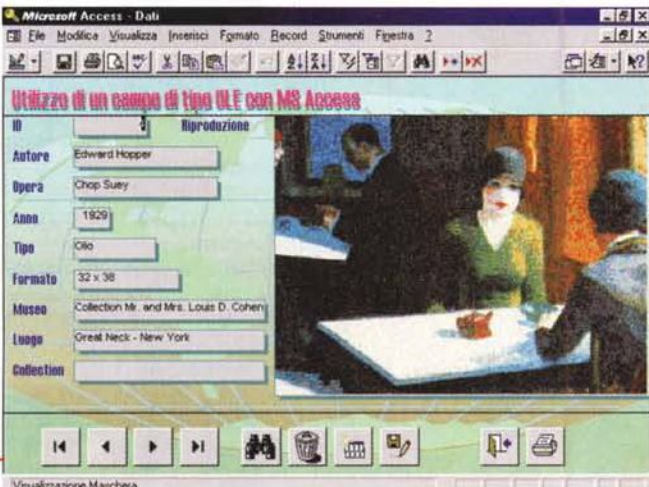 Microsoft Access - Dati
File Modifica Visualizza Inserisci Formato Record Strumenti Finestra ?
Utilizzo di un campo di tipo OLE con MS Access
ID Riproduzione
Autore Edward Hopper
Opera Chop Suey
Anno 1929
Tipo Olio
Formato 32 x 38
Museo Collection Mr. and Mrs. Louis D. Cohen
Luogo Great Neck - New York
Collection
Visualizzazione Maschera